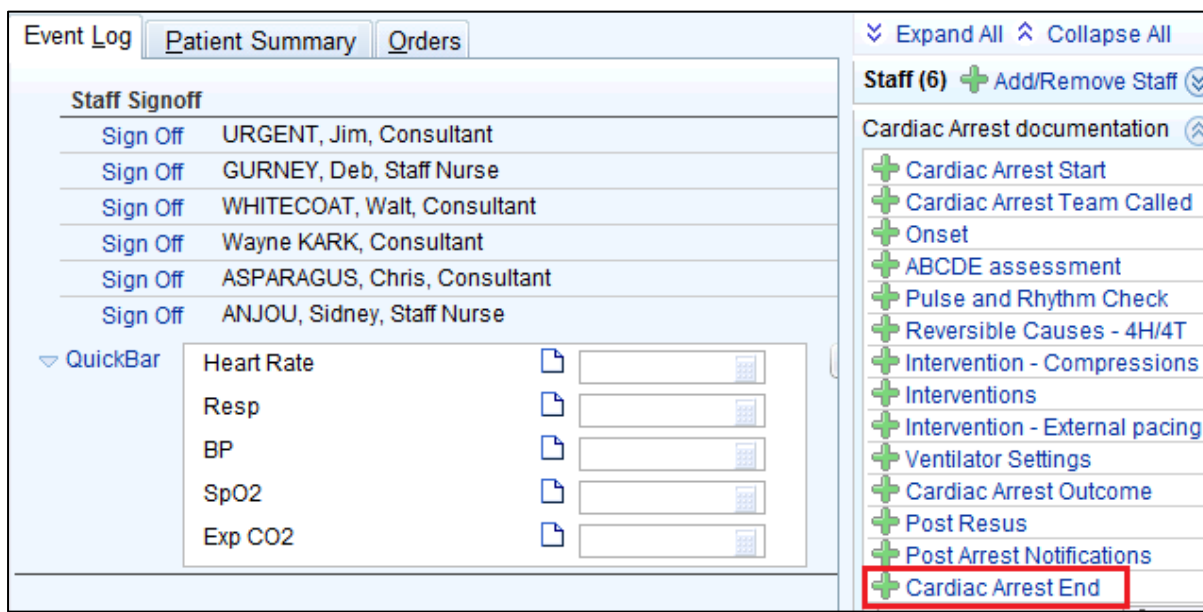 Event Log Patient Summary Orders
Staff Signoff
Sign Off URGENT, Jim, Consultant
Sign Off GURNEY, Deb, Staff Nurse
Sign Off WHITECOAT, Walt, Consultant
Sign Off Wayne KARK, Consultant
Sign Off ASPARAGUS, Chris, Consultant
Sign Off ANJOU, Sidney, Staff Nurse
QuickBar
Heart Rate
Resp
BP
SpO2
Exp CO2
Expand All Collapse All
Staff (6) Add/Remove Staff
Cardiac Arrest documentation
Cardiac Arrest Start
Cardiac Arrest Team Called
Onset
ABCDE assessment
Pulse and Rhythm Check
Reversible Causes - 4H/4T
Intervention - Compressions
Interventions
Intervention - External pacing
Ventilator Settings
Cardiac Arrest Outcome
Post Resus
Post Arrest Notifications
Cardiac Arrest End